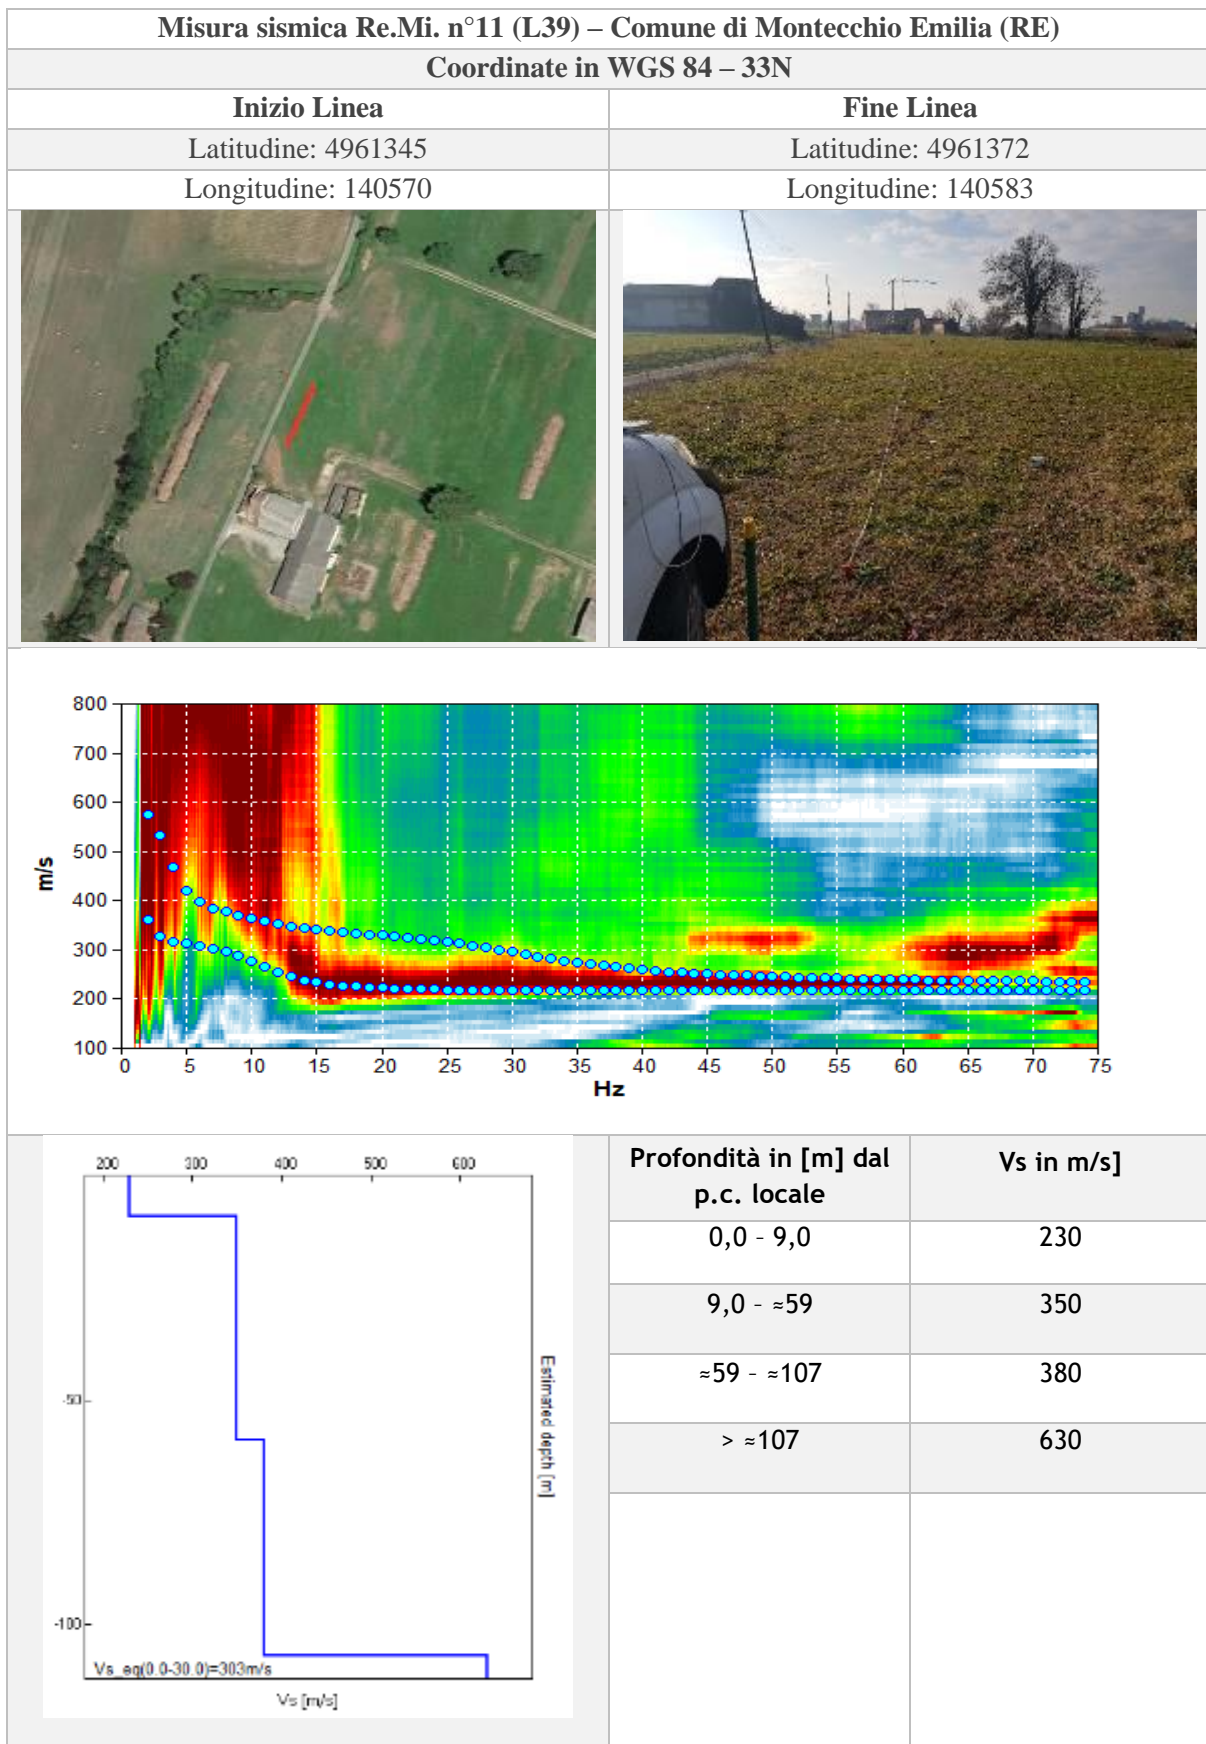 Misura sismica Re.Mi. n°11 (L39) – Comune di Montecchio Emilia (RE)
Coordinate in WGS 84 – 33N
Inizio Linea
Fine Linea
Latitudine: 4961345
Latitudine: 4961372
Longitudine: 140570
Longitudine: 140583
800
700
600
500
400
300
200
100
m/s
0 5 10 15 20 25 30 35 40 45 50 55 60 65 70 75
Hz
200 300 400 500 600
-50
-100
Estimated depth [m]
Vs_eq(0.0-30.0)=303m/s
Vs [m/s]
Profondità in [m] dal
p.c. locale
Vs in m/s]
0,0 – 9,0
230
9,0 – ≈59
350
≈59 – ≈107
380
> ≈107
630